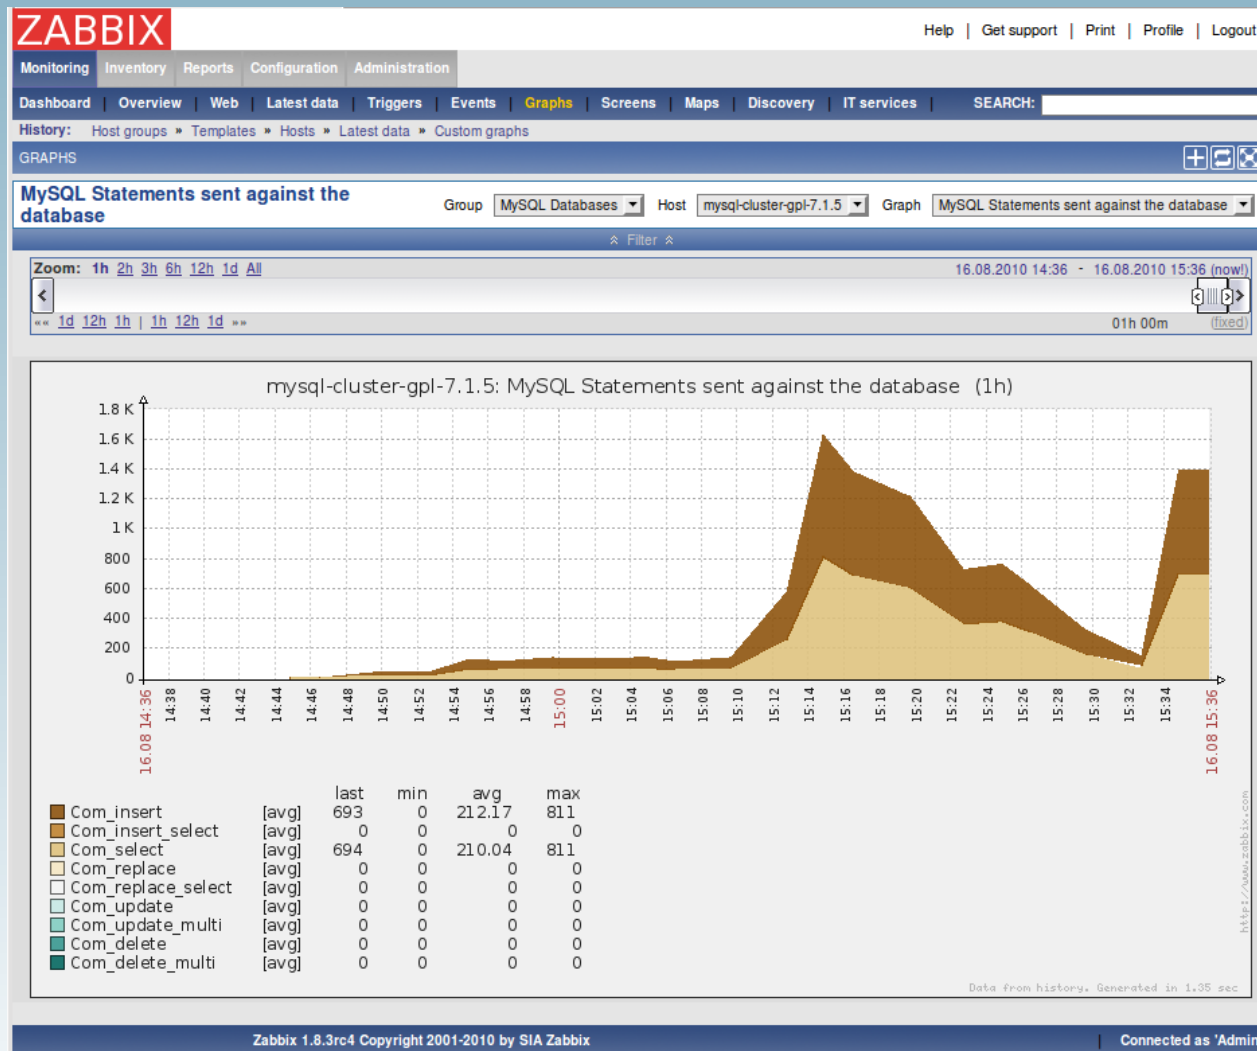 ZABBIX
Help | Get support | Print | Profile | Logout
Monitoring Inventory Reports Configuration Administration
Dashboard | Overview | Web | Latest data | Triggers | Events | Graphs | Screens | Maps | Discovery | IT services | SEARCH:
History: Host groups » Templates » Hosts » Latest data » Custom graphs
GRAPHS
MySQL Statements sent against the
database
Group MySQL Databases Host mysql-cluster-gpl-7.1.5 Graph MySQL Statements sent against the database
Filter
Zoom: 1h 2h 3h 6h 12h 1d All 16.08.2010 14:36 - 16.08.2010 15:36 (now!)
«« 1d 12h 1h | 1h 12h 1d »» 01h 00m (fixed)
mysql-cluster-gpl-7.1.5: MySQL Statements sent against the database (1h)
1.8 K
1.6 K
1.4 K
1.2 K
1 K
800
600
400
200
0
16.08 14:36 14:38 14:40 14:42 14:44 14:46 14:48 14:50 14:52 14:54 14:56 14:58 15:00 15:02 15:04 15:06 15:08 15:10 15:12 15:14 15:16 15:18 15:20 15:22 15:24 15:26 15:28 15:30 15:32 15:34 16.08 15:36
last min avg max
Com_insert [avg] 693 0 212.17 811
Com_insert_select [avg] 0 0 0 0
Com_select [avg] 694 0 210.04 811
Com_replace [avg] 0 0 0 0
Com_replace_select [avg] 0 0 0 0
Com_update [avg] 0 0 0 0
Com_update_multi [avg] 0 0 0 0
Com_delete [avg] 0 0 0 0
Com_delete_multi [avg] 0 0 0 0
http://www.zabbix.com
Data from history. Generated in 1.35 sec
Zabbix 1.8.3rc4 Copyright 2001-2010 by SIA Zabbix | Connected as 'Admin